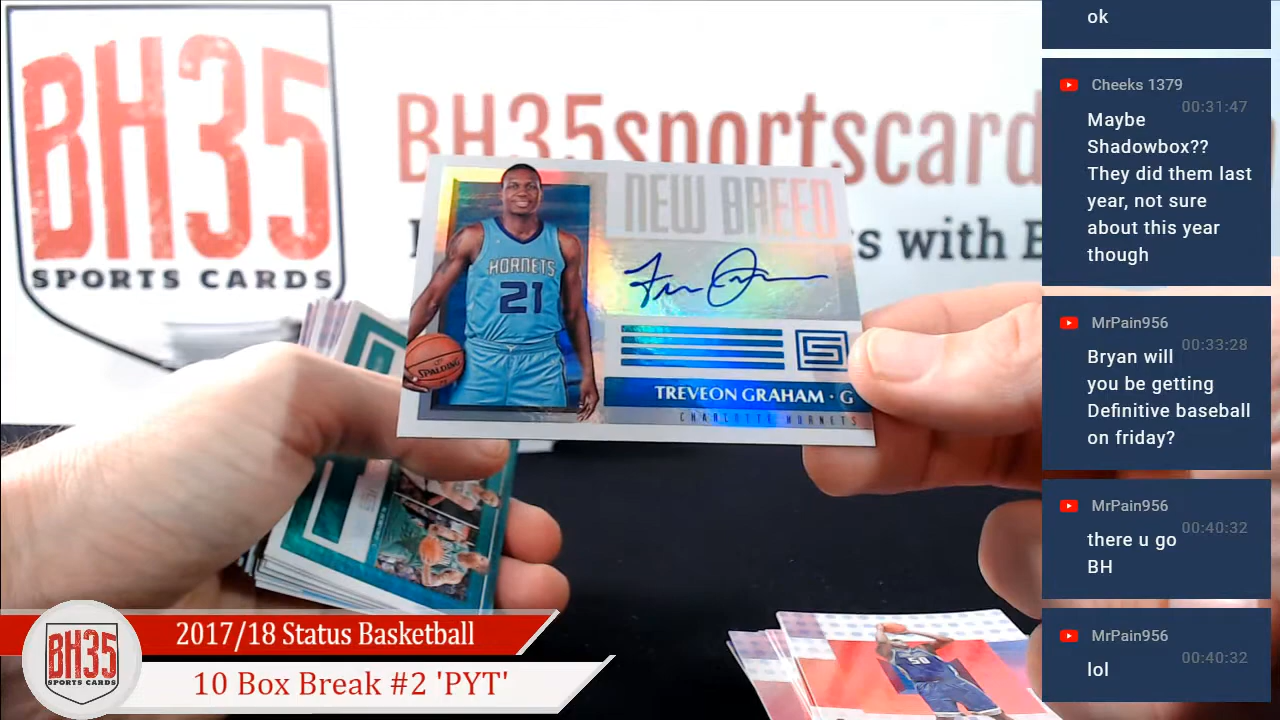 BH35
SPORTS CARDS
BH35sportscard
s with B
NEW BREED
HORNETS
21
SPALDING
TREVEON GRAHAM · G
CHARLOTTE HORNETS
50
2017/18 Status Basketball
10 Box Break #2 'PYT'
BH35
SPORTS CARDS
ok
Cheeks 1379
00:31:47
Maybe
Shadowbox??
They did them last
year, not sure
about this year
though
MrPain956
00:33:28
Bryan will
you be getting
Definitive baseball
on friday?
MrPain956
00:40:32
there u go
BH
MrPain956
00:40:32
lol